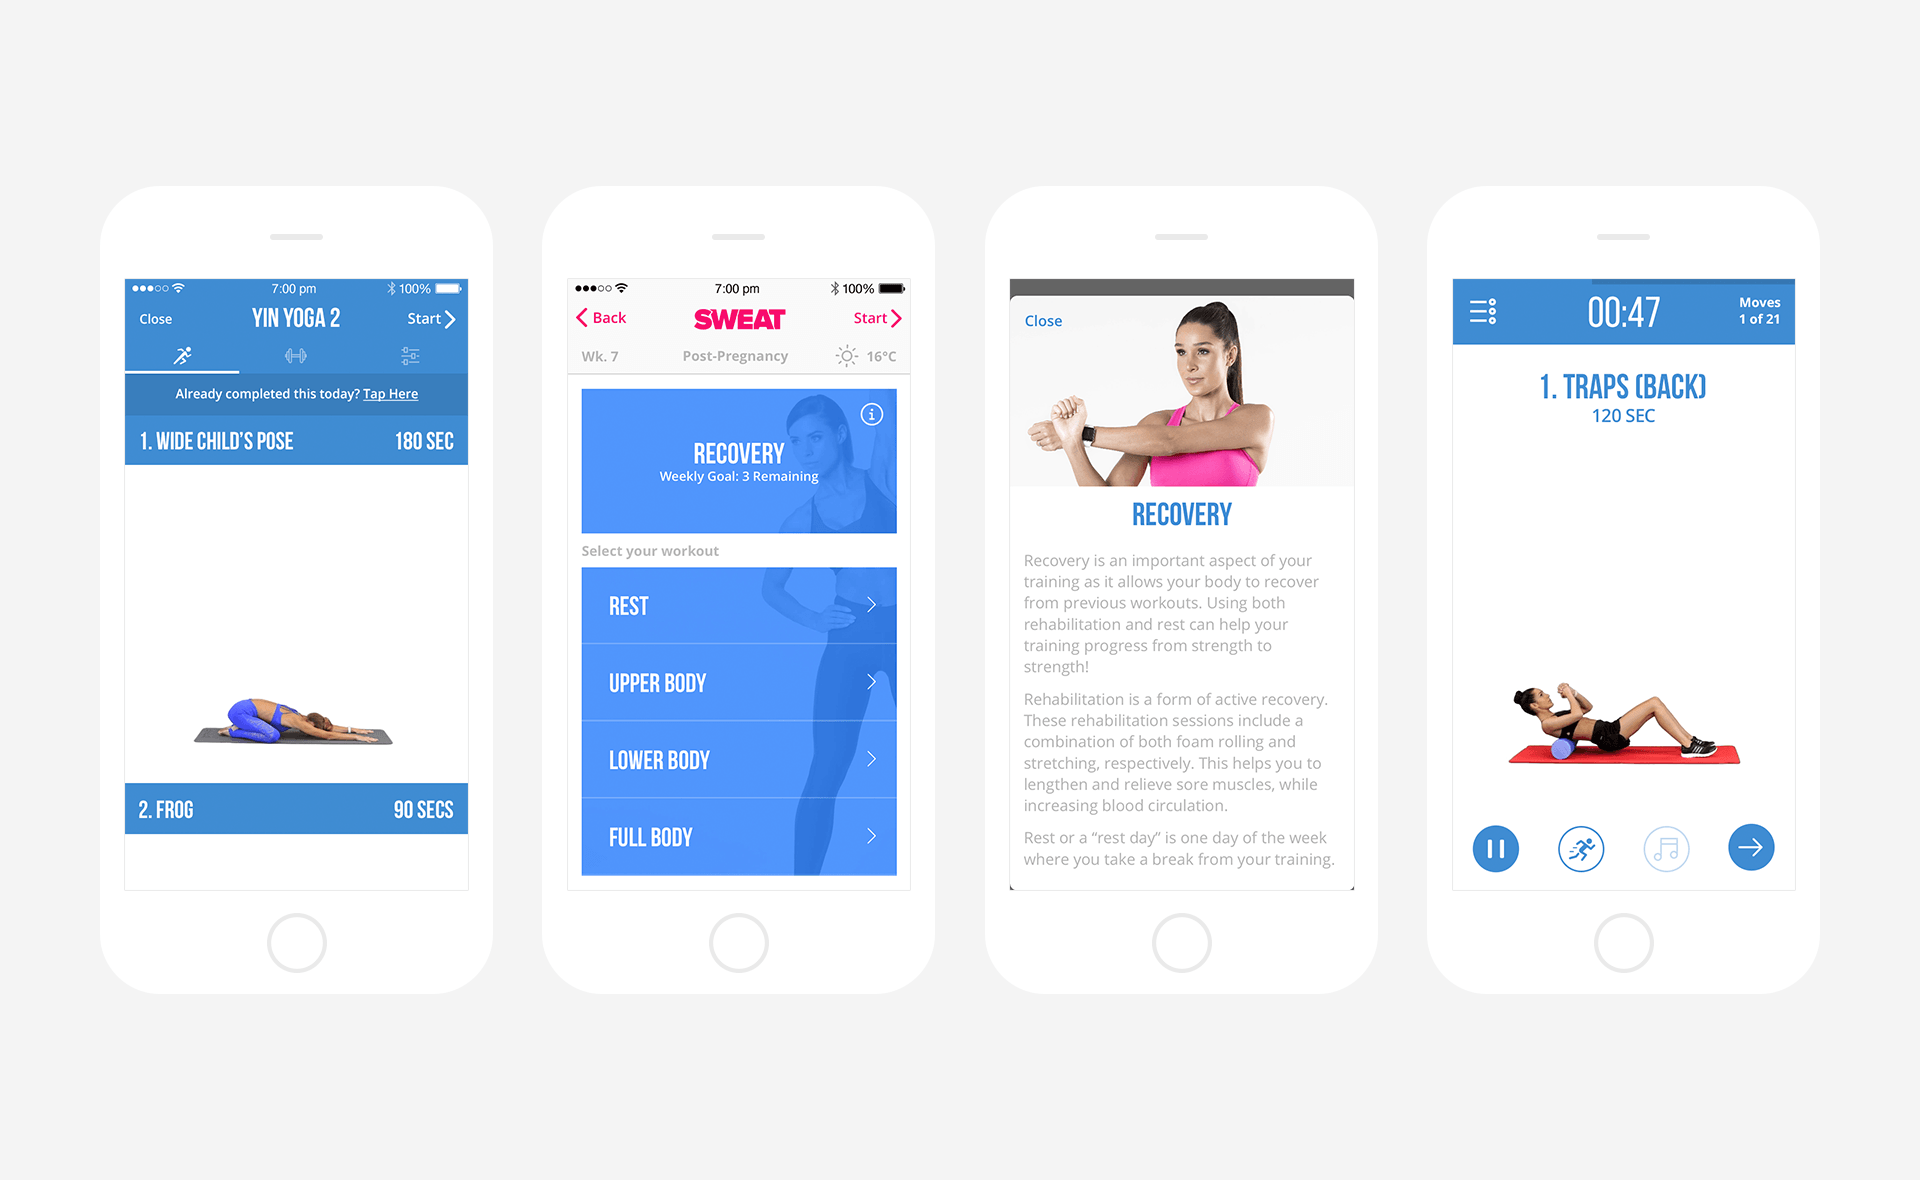 7:00 pm
100%
Close
YIN YOGA 2
Start
Already completed this today? Tap Here
1. WIDE CHILD'S POSE
180 SEC
2. FROG
90 SECS
7:00 pm
100%
Back
SWEAT
Start
Wk. 7
Post-Pregnancy
16°C
RECOVERY
Weekly Goal: 3 Remaining
Select your workout
REST
UPPER BODY
LOWER BODY
FULL BODY
Close
RECOVERY
Recovery is an important aspect of your
training as it allows your body to recover
from previous workouts. Using both
rehabilitation and rest can help your
training progress from strength to
strength!
Rehabilitation is a form of active recovery.
These rehabilitation sessions include a
combination of both foam rolling and
stretching, respectively. This helps you to
lengthen and relieve sore muscles, while
increasing blood circulation.
Rest or a “rest day” is one day of the week
where you take a break from your training.
00:47
Moves
1 of 21
1. TRAPS (BACK)
120 SEC